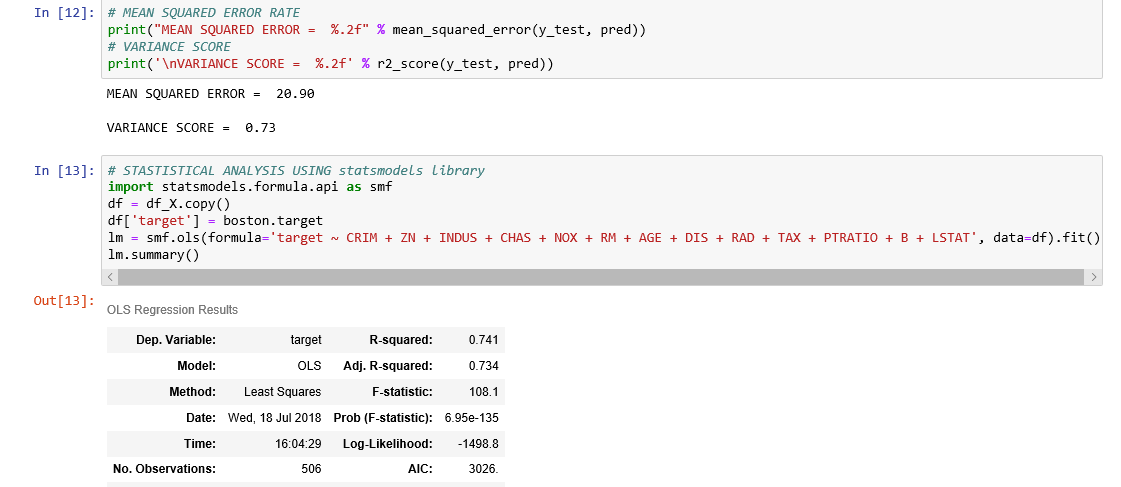 In [12]: # MEAN SQUARED ERROR RATE
print("MEAN SQUARED ERROR =  %.2f" % mean_squared_error(y_test, pred))
# VARIANCE SCORE
print('\nVARIANCE SCORE =  %.2f' % r2_score(y_test, pred))
MEAN SQUARED ERROR =  20.90
VARIANCE SCORE =  0.73
In [13]: # STASTISTICAL ANALYSIS USING statsmodels library
import statsmodels.formula.api as smf
df = df_X.copy()
df['target'] = boston.target
lm = smf.ols(formula='target ~ CRIM + ZN + INDUS + CHAS + NOX + RM + AGE + DIS + RAD + TAX + PTRATIO + B + LSTAT', data=df).fit()
lm.summary()
Out[13]:
OLS Regression Results
Dep. Variable: target R-squared: 0.741
Model: OLS Adj. R-squared: 0.734
Method: Least Squares F-statistic: 108.1
Date: Wed, 18 Jul 2018 Prob (F-statistic): 6.95e-135
Time: 16:04:29 Log-Likelihood: -1498.8
No. Observations: 506 AIC: 3026.